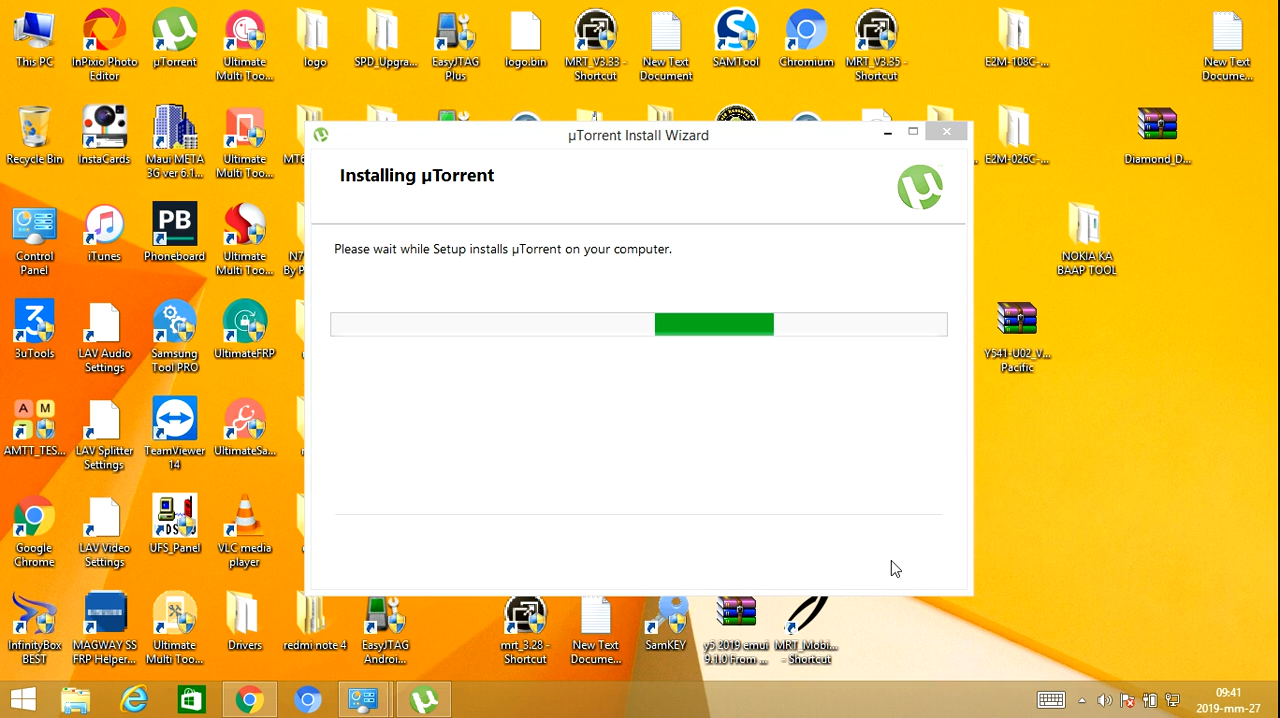 This PC
InPixio Photo
Editor
µTorrent
Ultimate
Multi Too...
logo
SPD_Upgra...
EasyJTAG
Plus
logo.bin
MRT_V3.33 -
Shortcut
New Text
Document
SAMTool
Chromium
MRT_V3.35 -
Shortcut
E2M-108C-...
New Text
Docume...
Recycle Bin
InstaCards
Maui META
3G ver 6.1...
Ultimate
Multi Too...
E2M-026C-...
Diamond_D...
µTorrent Install Wizard
Installing µTorrent
Please wait while Setup installs µTorrent on your computer.
Control
Panel
iTunes
PB
Phoneboard
Ultimate
Multi Too...
NOKIA KA
BAAP TOOL
3uTools
LAV Audio
Settings
Samsung
Tool PRO
UltimateFRP
Y541-U02_V...
Pacific
AMTT_TES...
LAV Splitter
Settings
TeamViewer
14
UltimateSa...
Google
Chrome
LAV Video
Settings
UFS_Panel
VLC media
player
InfinityBox
BEST
MAGWAY SS
FRP Helper...
Ultimate
Multi Too...
Drivers
redmi note 4
EasyJTAG
Androi...
mrt_3.28 -
Shortcut
New Text
Docume...
SamKEY
y5 2019 emui
9.1.0 From ...
MRT_Mobi...
- Shortcut
09:41
2019-mm-27